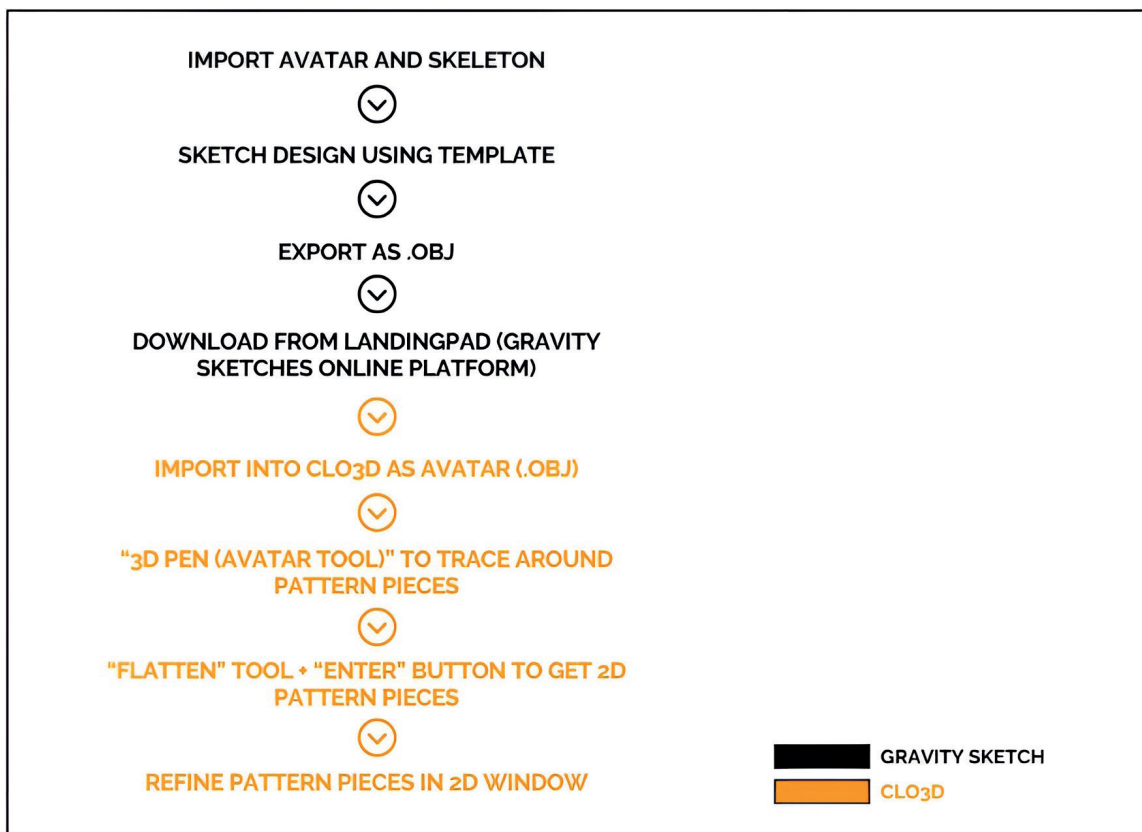 IMPORT AVATAR AND SKELETON
SKETCH DESIGN USING TEMPLATE
EXPORT AS .OBJ
DOWNLOAD FROM LANDINGPAD (GRAVITY
SKETCHES ONLINE PLATFORM)
IMPORT INTO CLO3D AS AVATAR (.OBJ)
“3D PEN (AVATAR TOOL)” TO TRACE AROUND
PATTERN PIECES
“FLATTEN” TOOL + “ENTER” BUTTON TO GET 2D
PATTERN PIECES
REFINE PATTERN PIECES IN 2D WINDOW
GRAVITY SKETCH
CLO3D